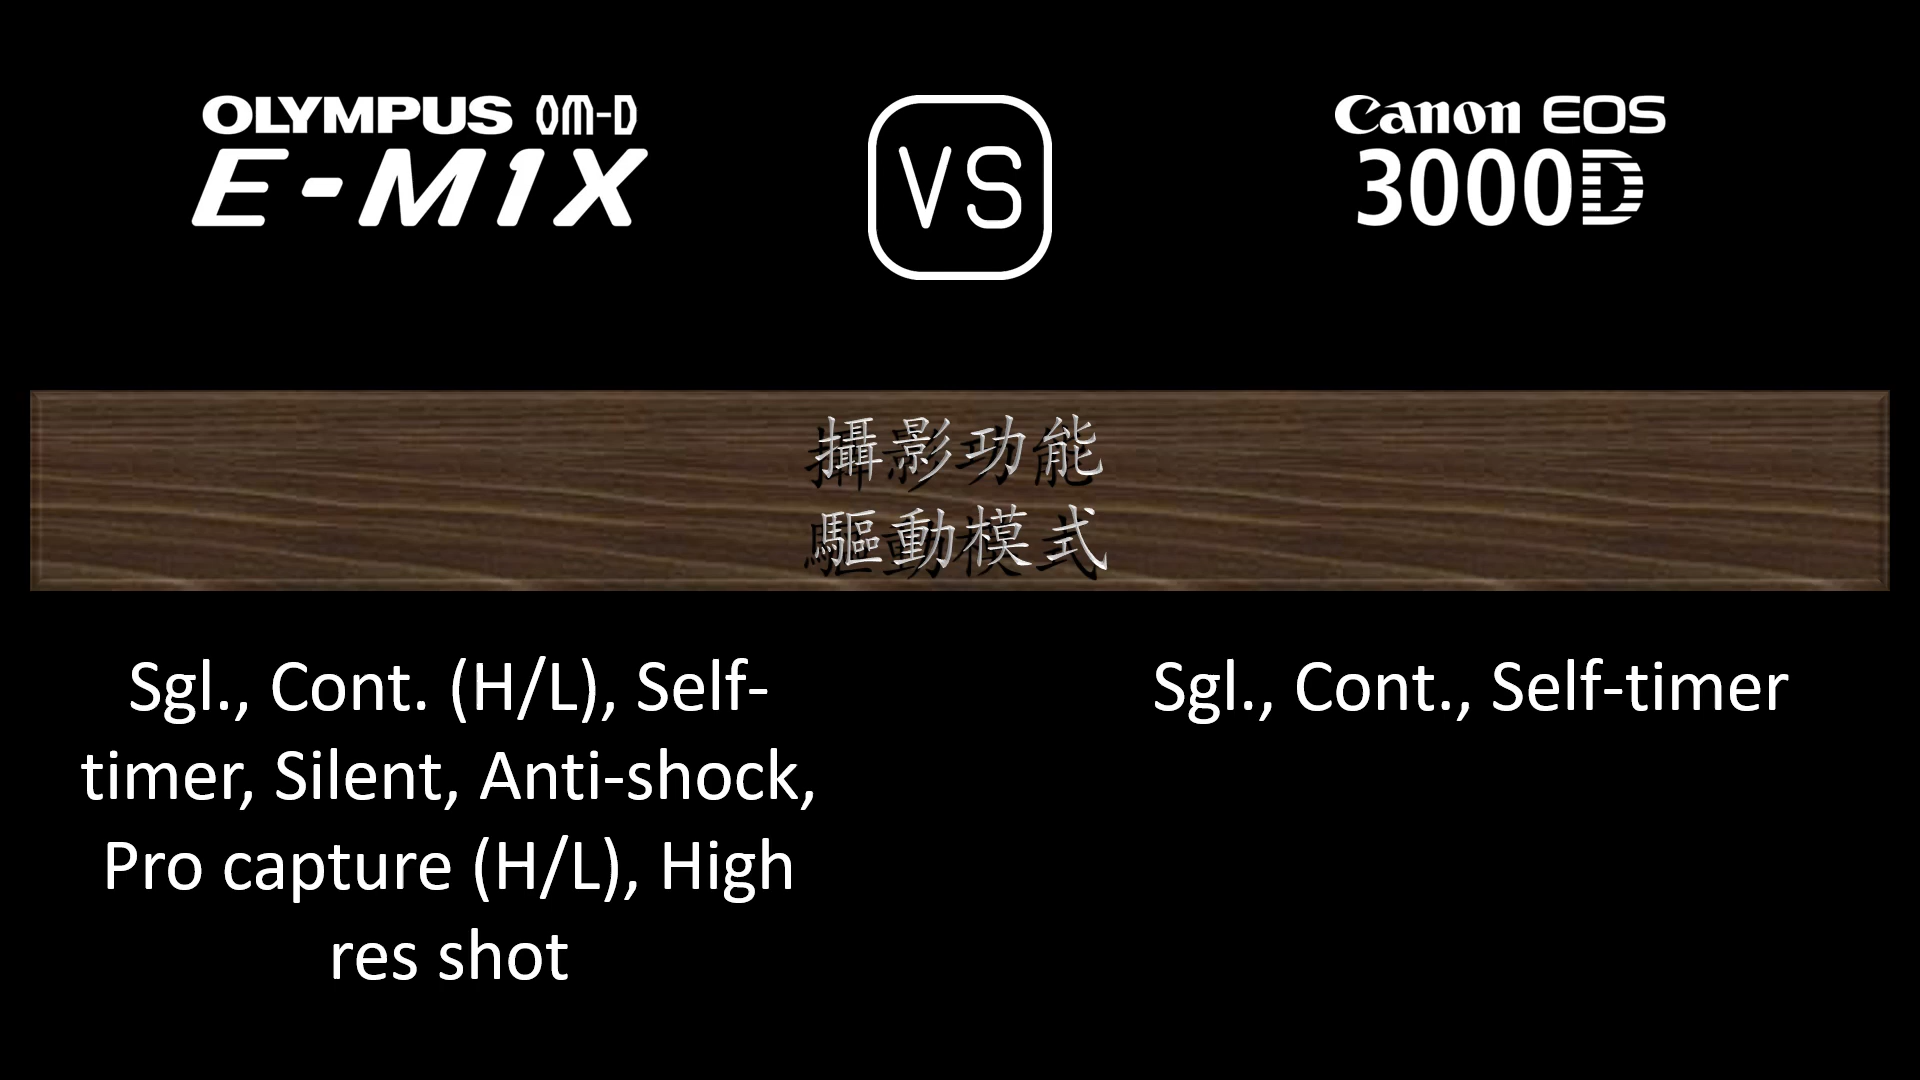 OLYMPUS OM-D
E-M1X
VS
Canon EOS
3000D
攝影功能
驅動模式
Sgl., Cont. (H/L), Self-
timer, Silent, Anti-shock,
Pro capture (H/L), High
res shot
Sgl., Cont., Self-timer